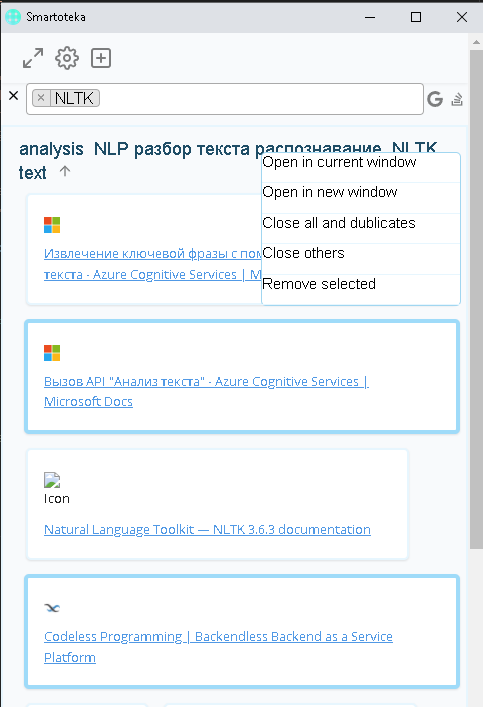 Smartoteka
× NLTK
analysis NLP разбор текста распознавание NLTK
text
Open in current window
Open in new window
Close all and dublicates
Close others
Remove selected
Извлечение ключевой фразы с
текста - Azure Cognitive Services |
Вызов API "Анализ текста" - Azure Cognitive Services |
Microsoft Docs
Icon
Natural Language Toolkit — NLTK 3.6.3 documentation
Codeless Programming | Backendless Backend as a Service
Platform